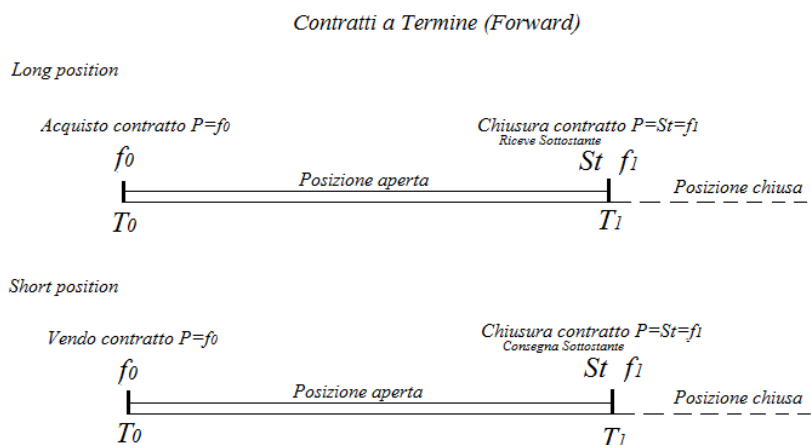 Contratti a Termine (Forward)
Long position
Acquisto contratto P=f0
Chiusura contratto P=St=f1
Riceve Sottostante
f0
St f1
Posizione aperta
Posizione chiusa
T0
T1
Short position
Vendo contratto P=f0
Chiusura contratto P=St=f1
Consegna Sottostante
f0
St f1
Posizione aperta
Posizione chiusa
T0
T1